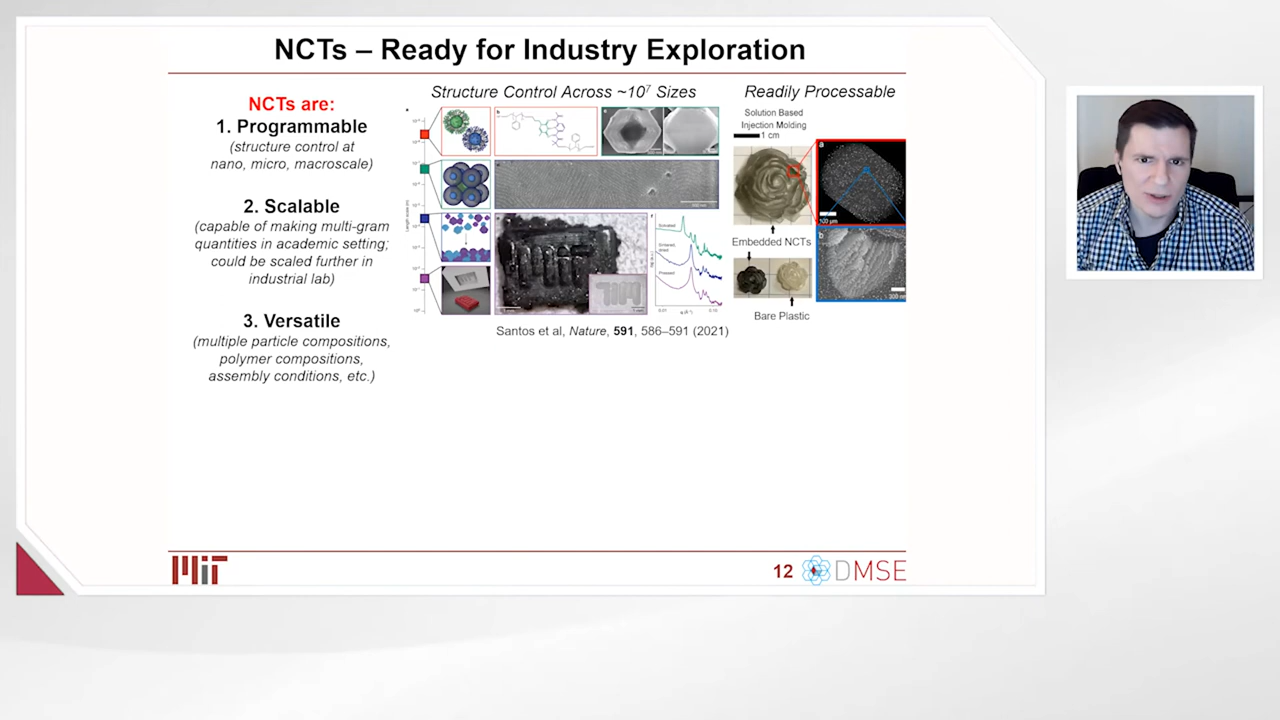 NCTs – Ready for Industry Exploration
NCTs are:
1. Programmable
(structure control at
nano, micro, macroscale)
2. Scalable
(capable of making multi-gram
quantities in academic setting;
could be scaled further in
industrial lab)
3. Versatile
(multiple particle compositions,
polymer compositions,
assembly conditions, etc.)
Structure Control Across ~10⁷ Sizes
Santos et al, Nature, 591, 586–591 (2021)
Readily Processable
Solution Based
Injection Molding
1 cm
a
100 μm
b
Embedded NCTs
Bare Plastic
MIT
12
DMSE